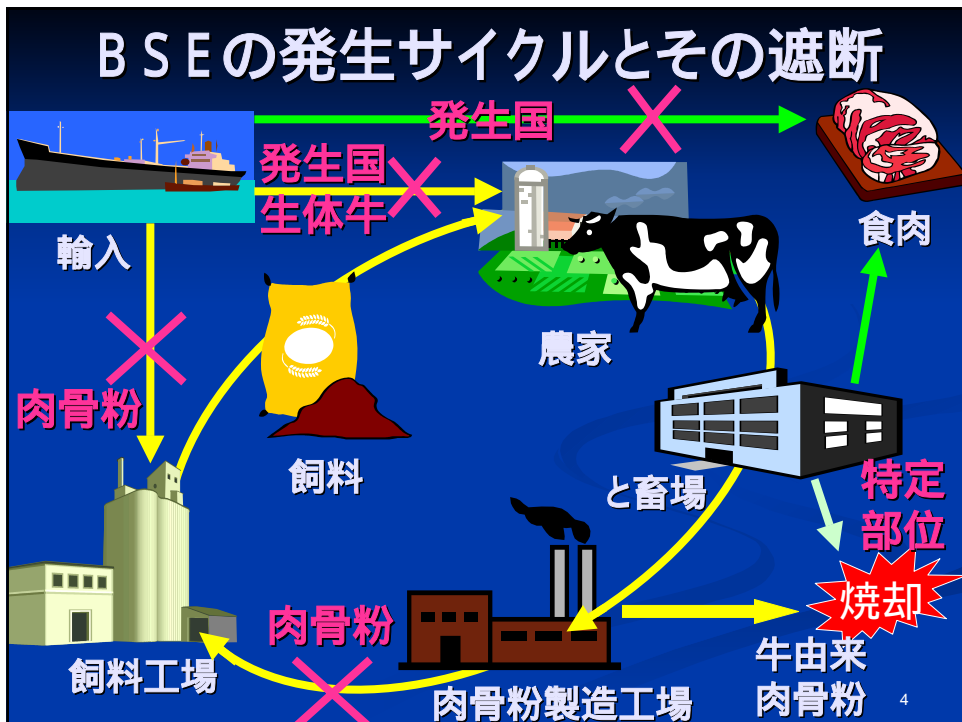 ＢＳＥの発生サイクルとその遮断
発生国
発生国
生体牛
輸入
食肉
農家
肉骨粉
飼料
と畜場
特定
部位
焼却
肉骨粉
牛由来
肉骨粉
飼料工場
肉骨粉製造工場
4